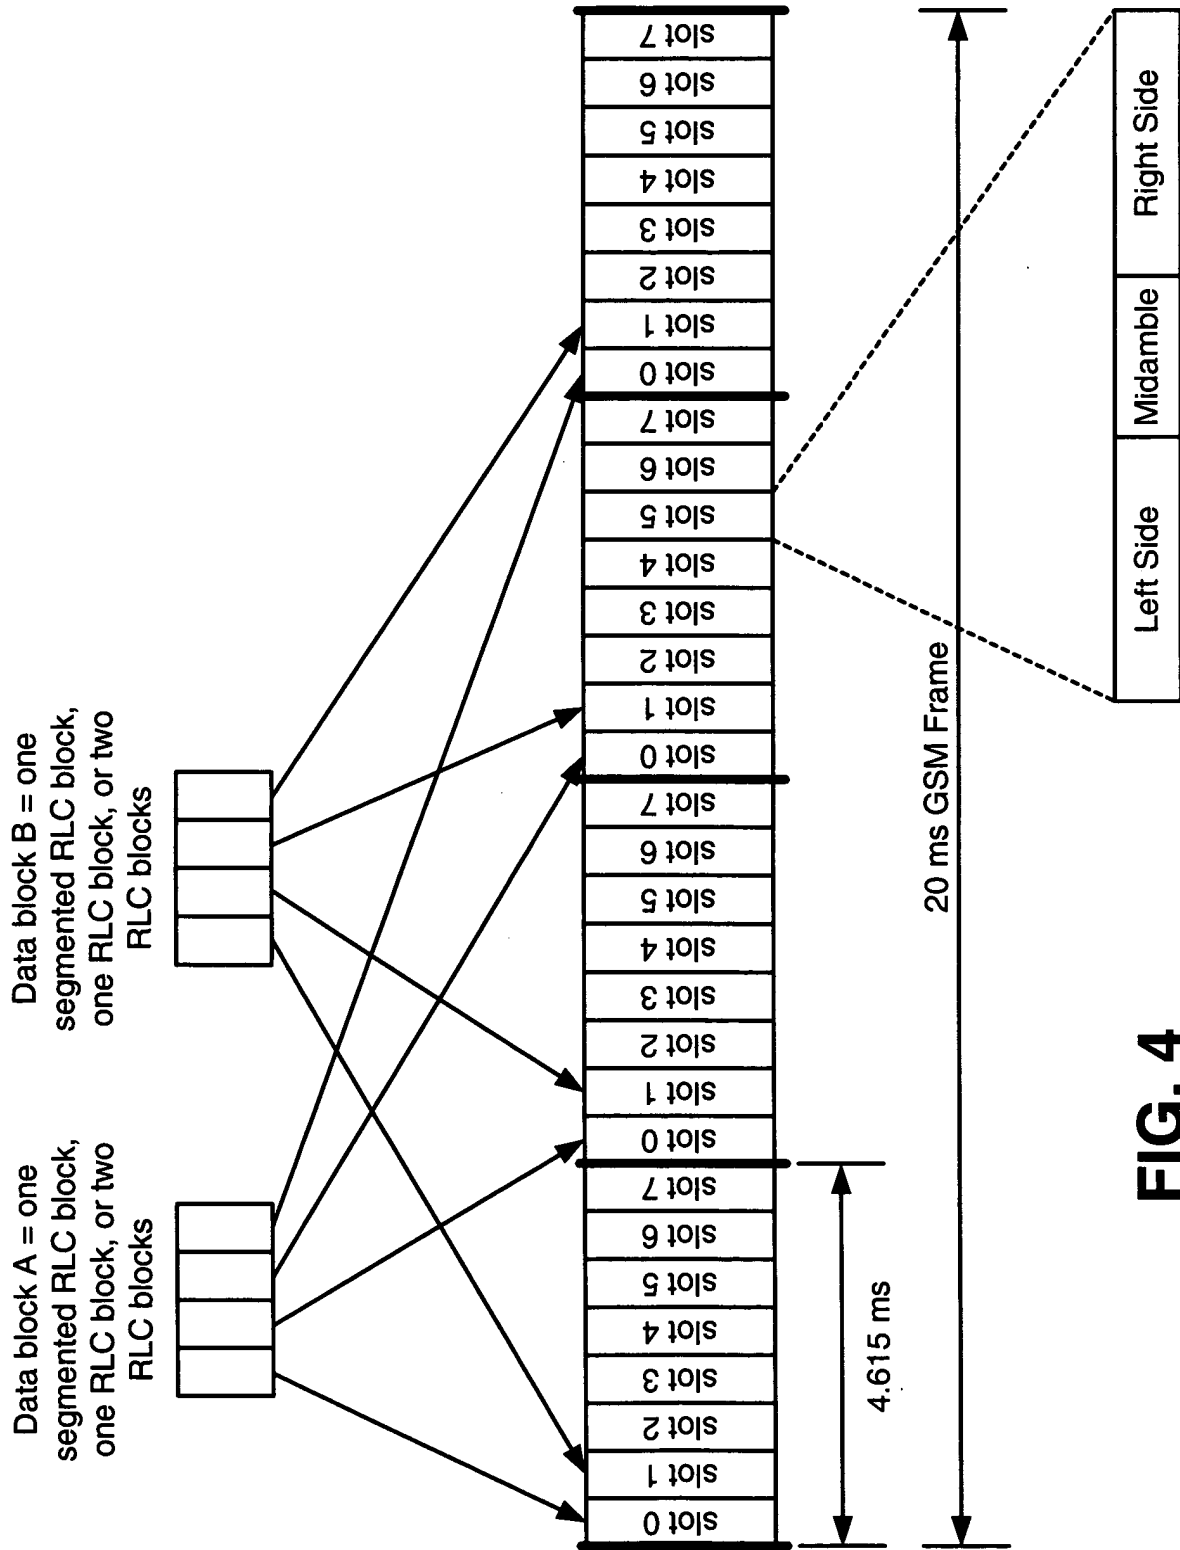 Data block A = one
segmented RLC block,
one RLC block, or two
RLC blocks
Data block B = one
segmented RLC block,
one RLC block, or two
RLC blocks
slot 0
slot 1
slot 2
slot 3
slot 4
slot 5
slot 6
slot 7
slot 0
slot 1
slot 2
slot 3
slot 4
slot 5
slot 6
slot 7
slot 0
slot 1
slot 2
slot 3
slot 4
slot 5
slot 6
slot 7
slot 0
slot 1
slot 2
slot 3
slot 4
slot 5
slot 6
slot 7
4.615 ms
20 ms GSM Frame
Left Side
Midamble
Right Side
FIG. 4